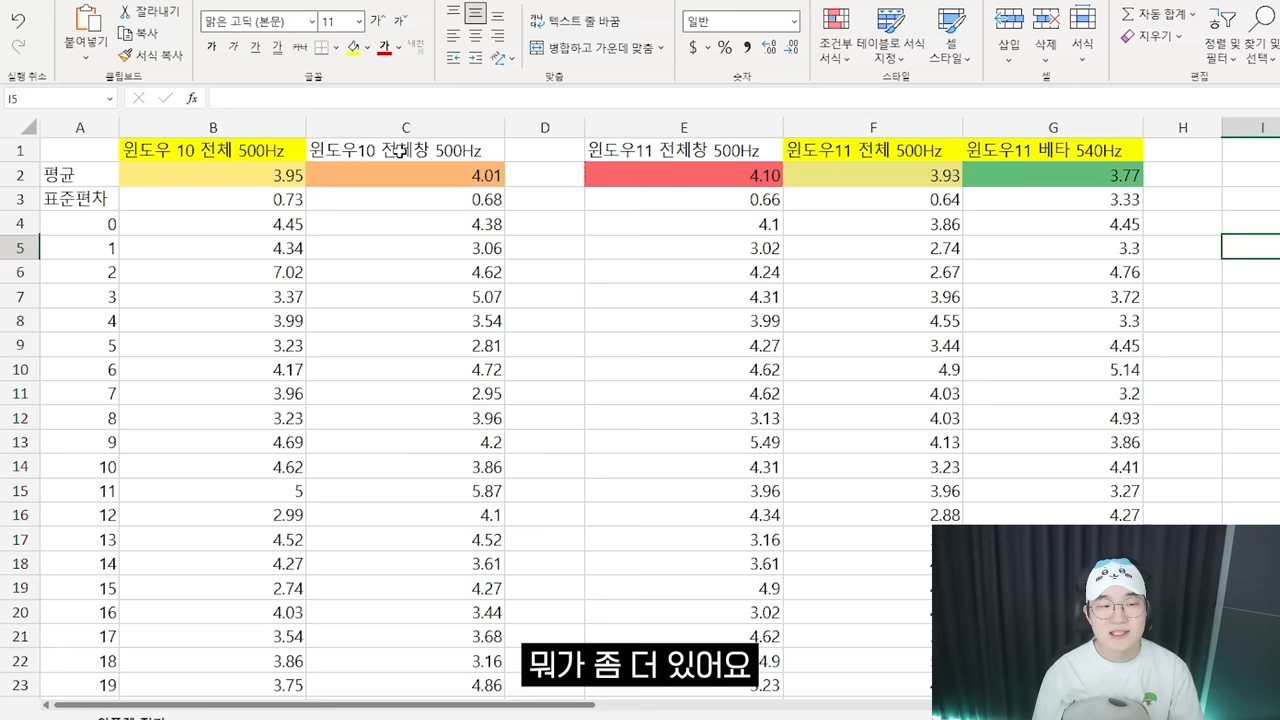 잘라내기 맑은 고딕 (본문) 11 가^ 가ˇ 텍스트 줄 바꿈 일반 자동 합계
붙여넣기 복사 가 가 가 가 가 내천 병합하고 가운데 맞춤 $ % 조건부 서식 테이블로 서식 지정 셀 스타일 삽입 삭제 서식 지우기 정렬 및 필터 찾기 및 선택
서식 복사
실행 취소 클립보드 글꼴 맞춤 숫자 스타일 셀 편집
I5 fx
A B C D E F G H I
1 윈도우 10 전체 500Hz 윈도우10 전체창 500Hz 윈도우11 전체창 500Hz 윈도우11 전체 500Hz 윈도우11 베타 540Hz
2 평균 3.95 4.01 4.10 3.93 3.77
3 표준편차 0.73 0.68 0.66 0.64 3.33
4 0 4.45 4.38 4.1 3.86 4.45
5 1 4.34 3.06 3.02 2.74 3.3
6 2 7.02 4.62 4.24 2.67 4.76
7 3 3.37 5.07 4.31 3.96 3.72
8 4 3.99 3.54 3.99 4.55 3.3
9 5 3.23 2.81 4.27 3.44 4.45
10 6 4.17 4.72 4.62 4.9 5.14
11 7 3.96 2.95 4.62 4.03 3.2
12 8 3.23 3.96 3.13 4.03 4.93
13 9 4.69 4.2 5.49 4.13 3.86
14 10 4.62 3.86 4.31 3.23 4.41
15 11 5 5.87 3.96 3.96 3.27
16 12 2.99 4.1 4.34 2.88 4.27
17 13 4.52 4.52 3.16
18 14 4.27 3.61 3.61
19 15 2.74 4.27 4.9
20 16 4.03 3.44 3.02
21 17 3.54 3.68 4.62
22 18 3.86 3.16 4.9
23 19 3.75 4.86 3.23
뭐가 좀 더 있어요